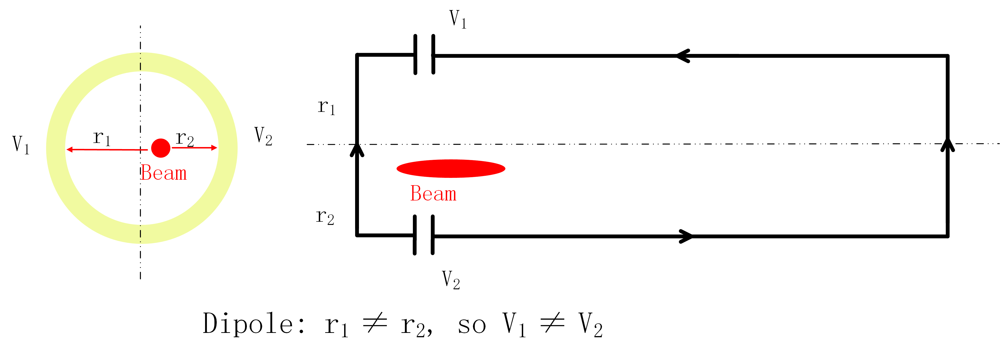 V₁
r₁
r₂
V₂
Beam
V₁
r₁
Beam
r₂
V₂
Dipole: r₁ ≠ r₂, so V₁ ≠ V₂